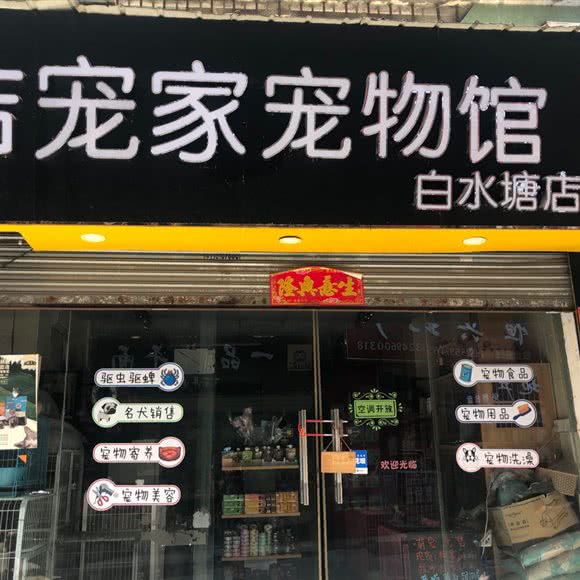 宠家宠物馆
白水塘店
生意兴隆
驱虫驱蜱
名犬销售
宠物寄养
宠物美容
空调开放
欢迎光临
宠物食品
宠物用品
宠物洗澡